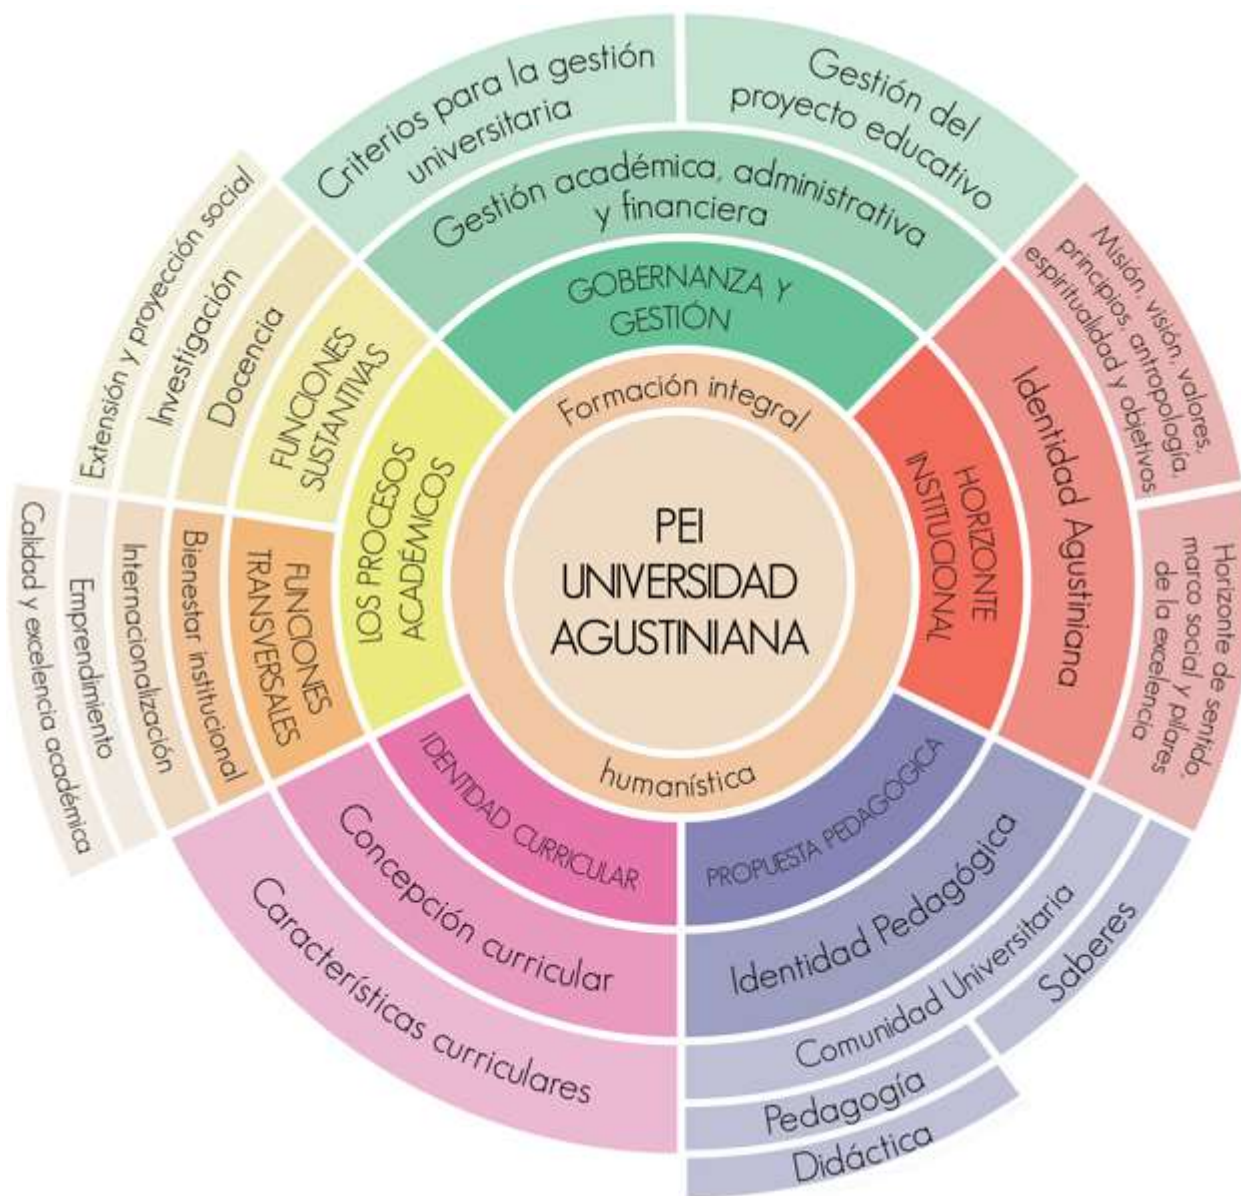 PEI
UNIVERSIDAD
AGUSTINIANA
Formación integral
humanística
GOBERNANZA Y
GESTIÓN
Gestión académica, administrativa
y financiera
Criterios para la gestión
universitaria
Gestión del
proyecto educativo
HORIZONTE
INSTITUCIONAL
Identidad Agustiniana
Misión, visión, valores,
principios, antropología,
espiritualidad y objetivos
Horizonte de sentido,
marco social y pilares
de la excelencia
PROPUESTA PEDAGOGICA
Identidad Pedagógica
Comunidad Universitaria
Saberes
Pedagogía
Didáctica
IDENTIDAD CURRICULAR
Concepción curricular
Características curriculares
LOS PROCESOS
ACADÉMICOS
FUNCIONES
TRANSVERSALES
Bienestar institucional
Internacionalización
Emprendimiento
Calidad y excelencia académica
FUNCIONES
SUSTANTIVAS
Docencia
Investigación
Extensión y proyección social